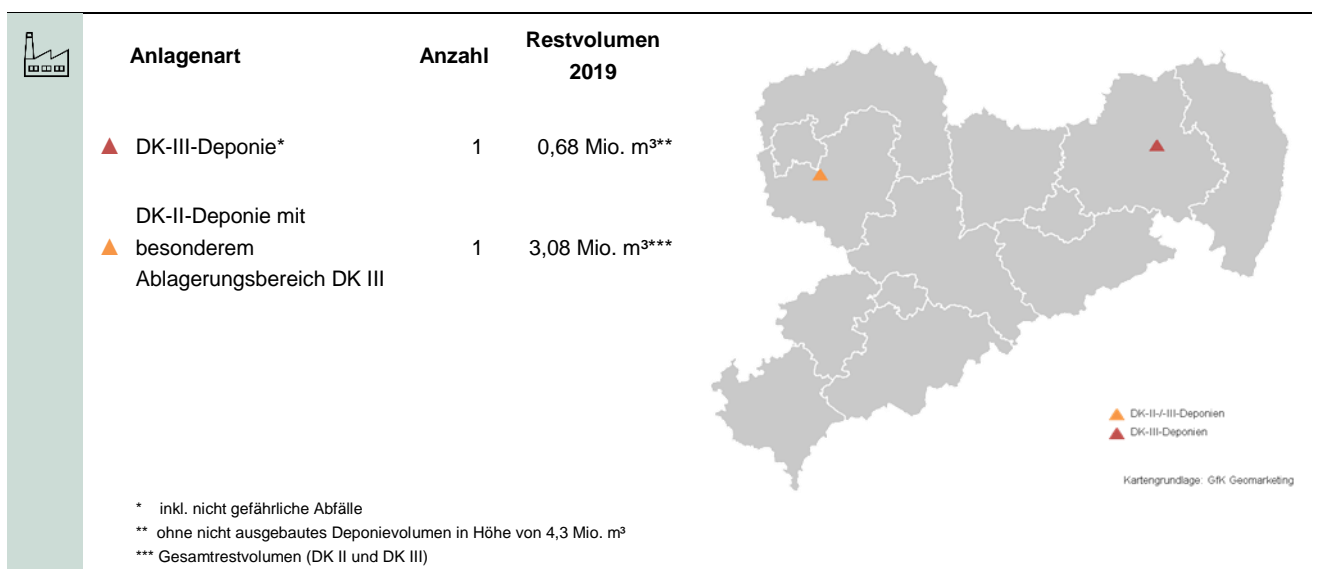 Anlagenart Anzahl Restvolumen
2019
DK-III-Deponie* 1 0,68 Mio. m³**
DK-II-Deponie mit
besonderem 1 3,08 Mio. m³***
Ablagerungsbereich DK III
DK-II-/-III-Deponien
DK-III-Deponien
Kartengrundlage: GfK Geomarketing
* inkl. nicht gefährliche Abfälle
** ohne nicht ausgebautes Deponievolumen in Höhe von 4,3 Mio. m³
*** Gesamtrestvolumen (DK II und DK III)